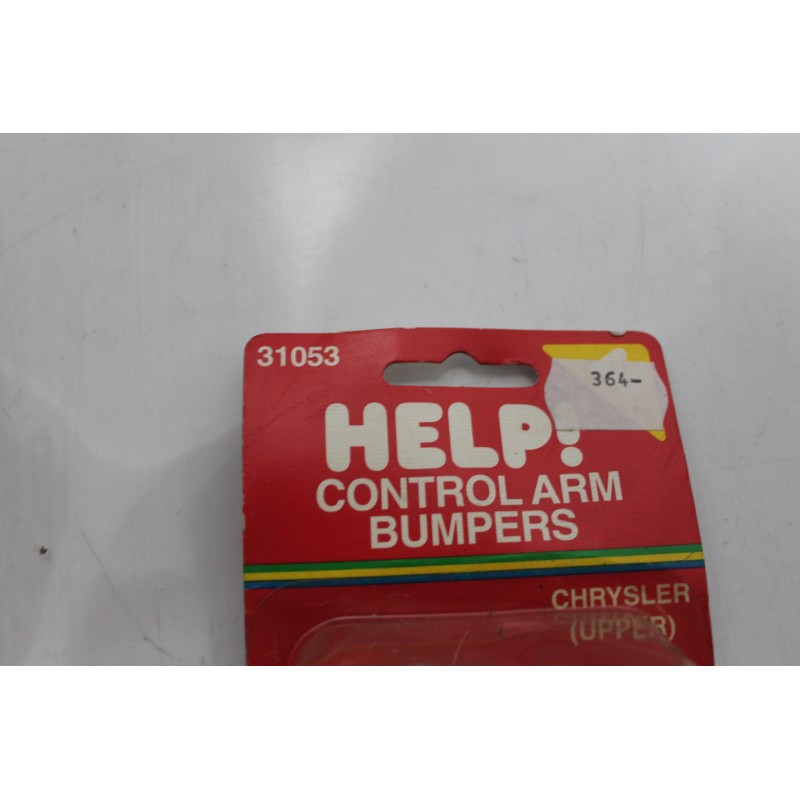 31053
364-
HELP!
CONTROL ARM
BUMPERS
CHRYSLER
(UPPER)